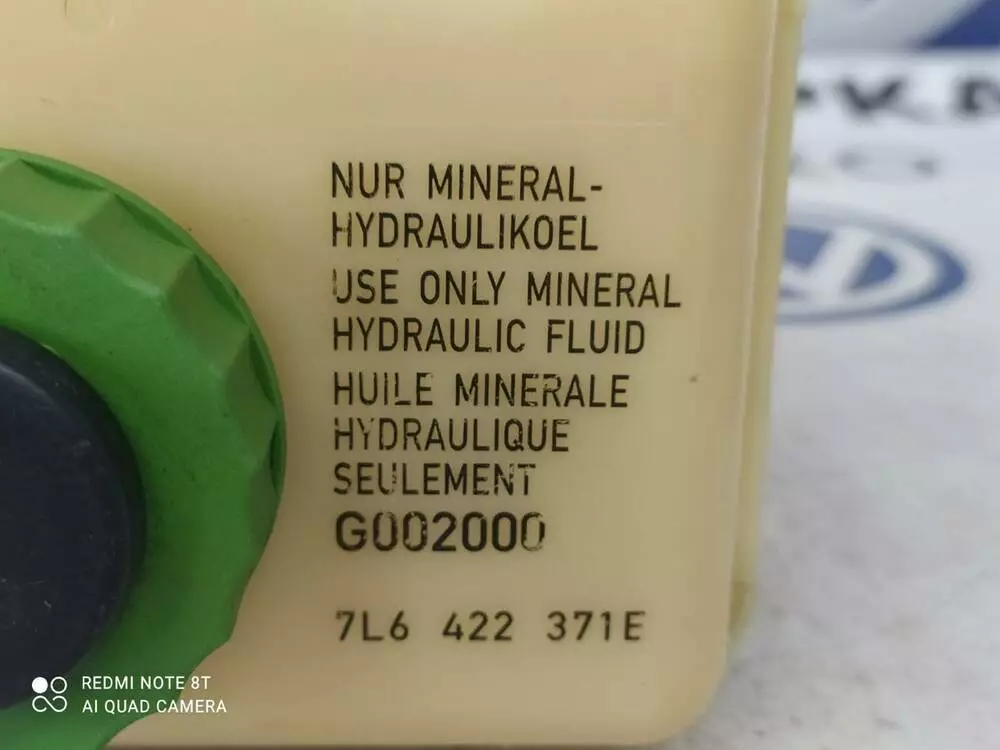 NUR MINERAL-
HYDRAULIKOEL
USE ONLY MINERAL
HYDRAULIC FLUID
HUILE MINERALE
HYDRAULIQUE
SEULEMENT
G002000
7L6 422 371E
REDMI NOTE 8T
AI QUAD CAMERA